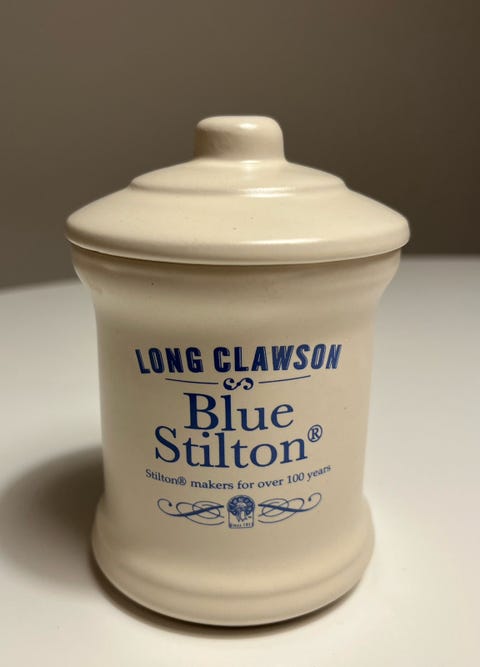 LONG CLAWSON
Blue
Stilton®
Stilton® makers for over 100 years